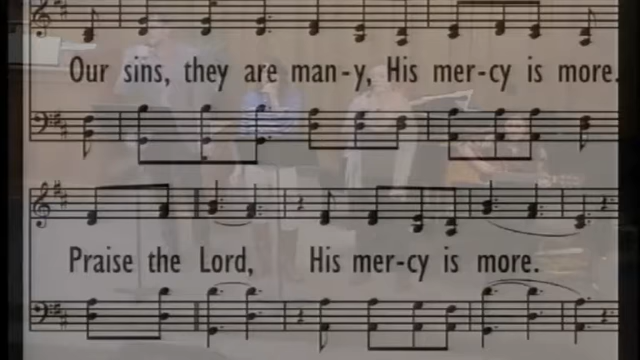 Our sins, they are man-y, His mer-cy is more.
Praise the Lord, His mer-cy is more.